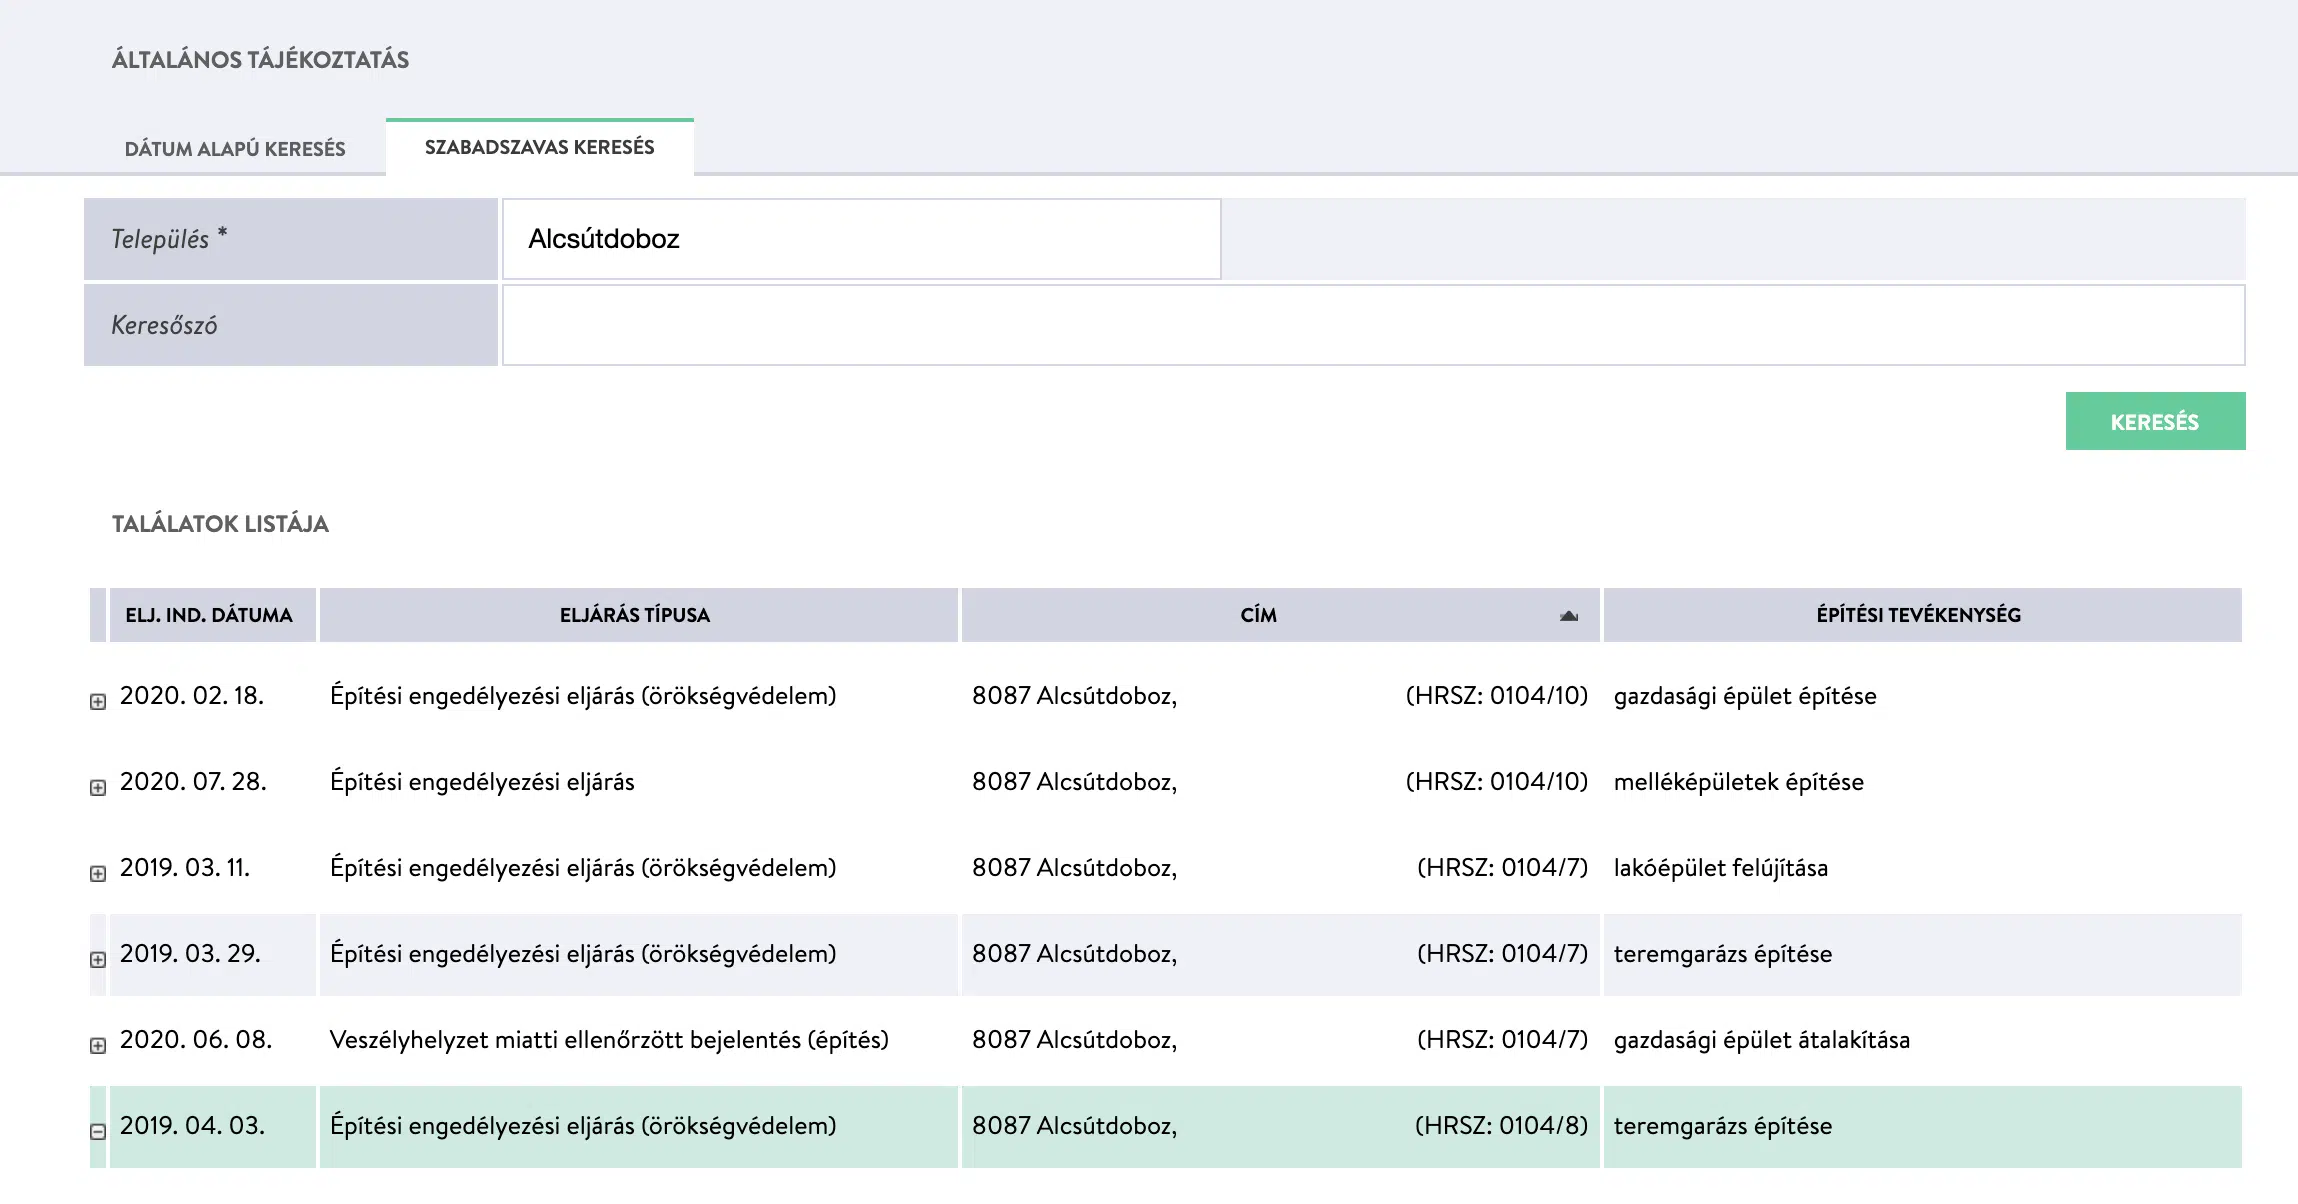 ÁLTALÁNOS TÁJÉKOZTATÁS
DÁTUM ALAPÚ KERESÉS SZABADSZAVAS KERESÉS
Település * Alcsútdoboz
Keresőszó
KERESÉS
TALÁLATOK LISTÁJA
ELJ. IND. DÁTUMA ELJÁRÁS TÍPUSA CÍM ÉPÍTÉSI TEVÉKENYSÉG
2020. 02. 18. Építési engedélyezési eljárás (örökségvédelem) 8087 Alcsútdoboz, (HRSZ: 0104/10) gazdasági épület építése
2020. 07. 28. Építési engedélyezési eljárás 8087 Alcsútdoboz, (HRSZ: 0104/10) melléképületek építése
2019. 03. 11. Építési engedélyezési eljárás (örökségvédelem) 8087 Alcsútdoboz, (HRSZ: 0104/7) lakóépület felújítása
2019. 03. 29. Építési engedélyezési eljárás (örökségvédelem) 8087 Alcsútdoboz, (HRSZ: 0104/7) teremgarázs építése
2020. 06. 08. Veszélyhelyzet miatti ellenőrzött bejelentés (építés) 8087 Alcsútdoboz, (HRSZ: 0104/7) gazdasági épület átalakítása
2019. 04. 03. Építési engedélyezési eljárás (örökségvédelem) 8087 Alcsútdoboz, (HRSZ: 0104/8) teremgarázs építése